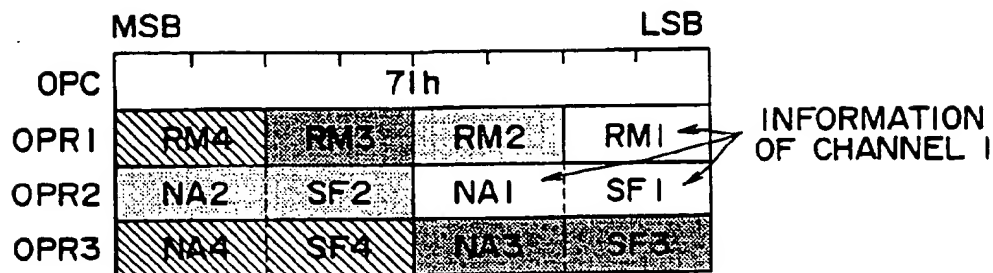 MSB LSB
OPC 71h
OPR1 RM4 RM3 RM2 RM1
INFORMATION
OF CHANNEL 1
OPR2 NA2 SF2 NA1 SF1
OPR3 NA4 SF4 NA3 SF3